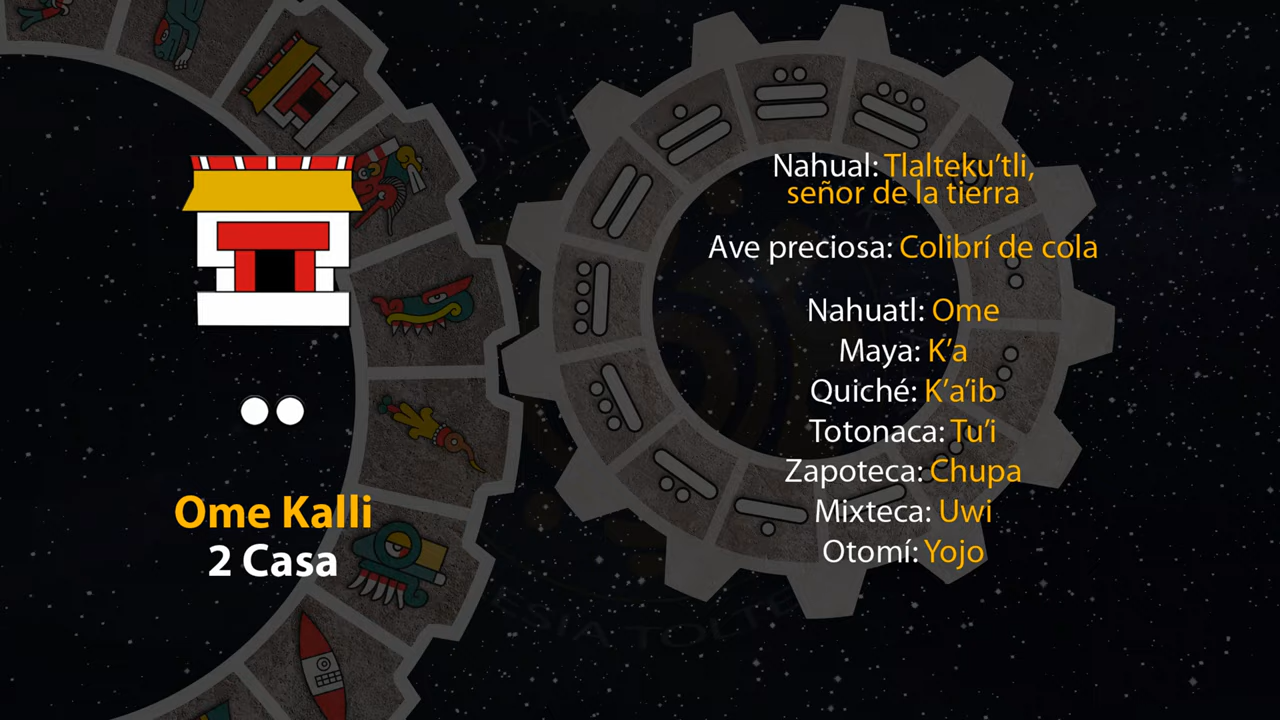 Ome Kalli
2 Casa
Nahual: Tlalteku’tli,
señor de la tierra
Ave preciosa: Colibrí de cola
Nahuatl: Ome
Maya: K’a
Quiché: K’a’ib
Totonaca: Tu’i
Zapoteca: Chupa
Mixteca: Uwi
Otomí: Yojo